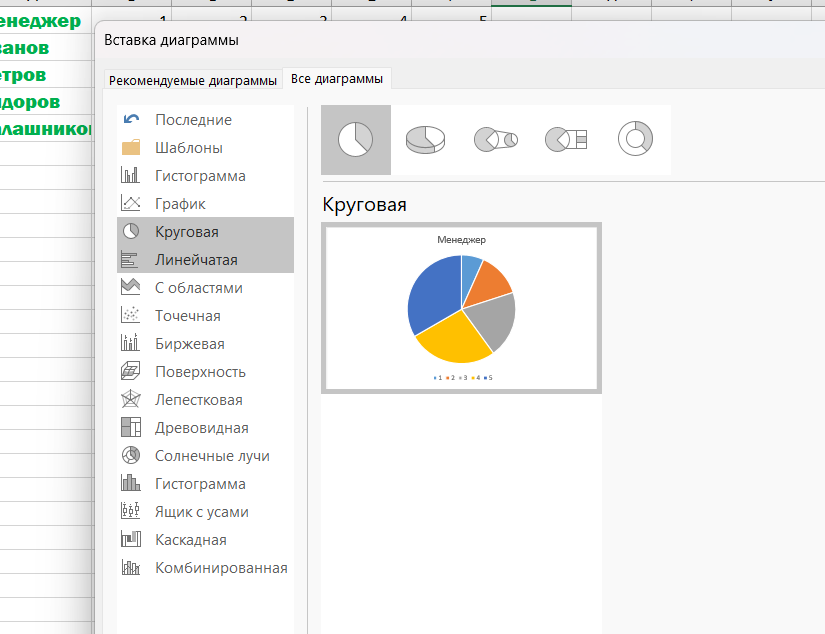 енеджер 1 2 3 4 5
ванов
Вставка диаграммы
етров
Рекомендуемые диаграммы Все диаграммы
доров
алашнико
Последние
Шаблоны
Гистограмма
График
Круговая
Круговая
Менеджер
Линейчатая
С областями
Точечная
Биржевая
Поверхность
1 2 3 4 5
Лепестковая
Древовидная
Солнечные лучи
Гистограмма
Ящик с усами
Каскадная
Комбинированная